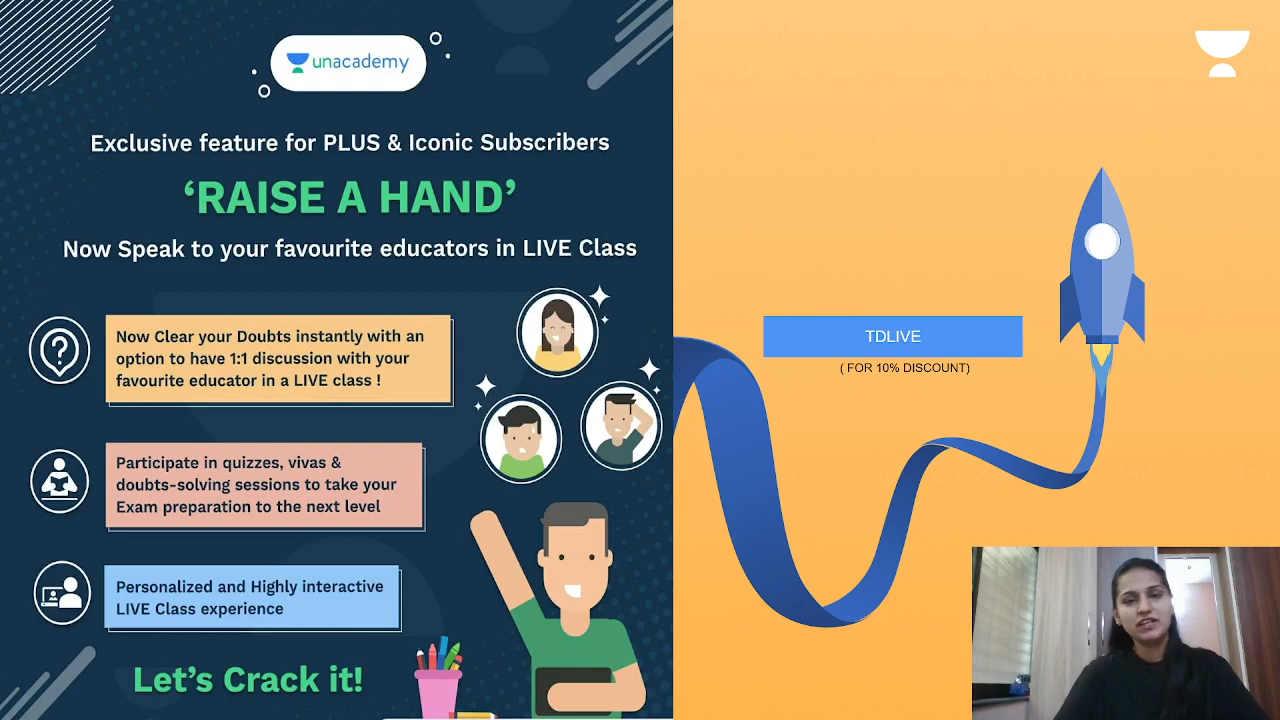 unacademy
Exclusive feature for PLUS & Iconic Subscribers
‘RAISE A HAND’
Now Speak to your favourite educators in LIVE Class
Now Clear your Doubts instantly with an
option to have 1:1 discussion with your
favourite educator in a LIVE class !
Participate in quizzes, vivas &
doubts-solving sessions to take your
Exam preparation to the next level
Personalized and Highly interactive
LIVE Class experience
Let’s Crack it!
TDLIVE
( FOR 10% DISCOUNT)